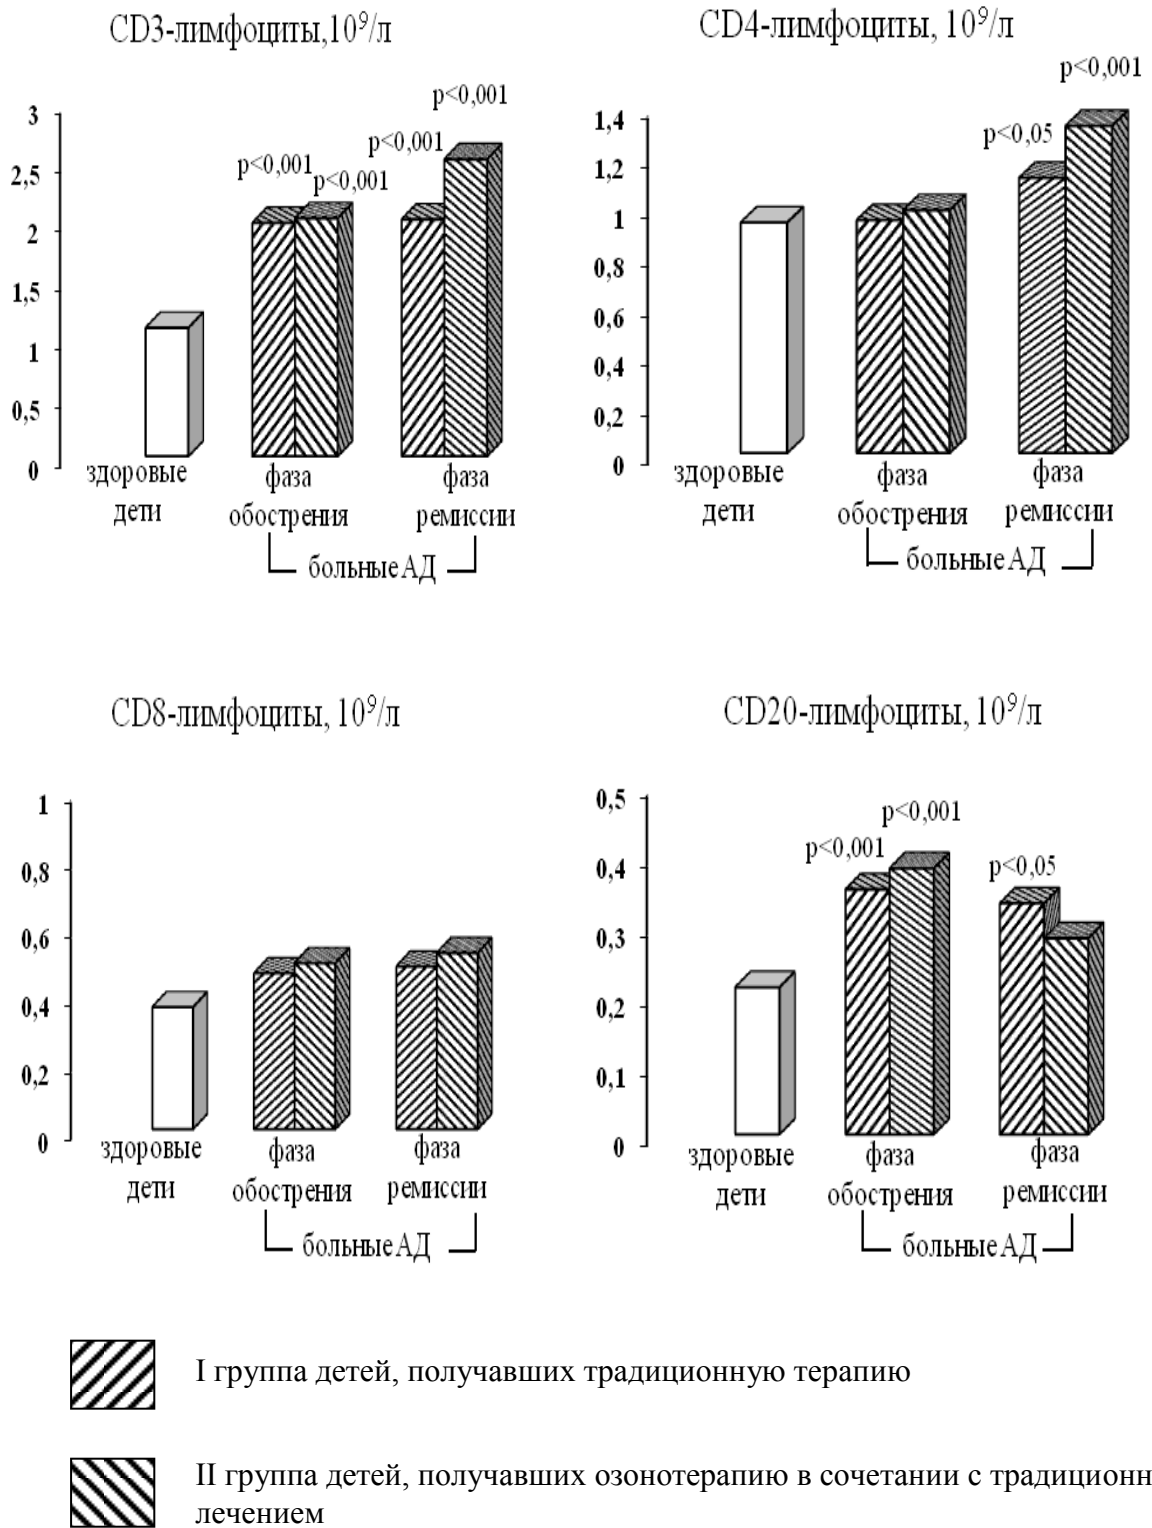 CD3-лимфоциты,10⁹/л
p<0,001
p<0,001
p<0,001
p<0,001
3
2,5
2
1,5
1
0,5
0
здоровые
дети
фаза
обострения
фаза
ремиссии
больные АД
CD4-лимфоциты, 10⁹/л
p<0,001
p<0,05
1,4
1,2
1
0,8
0,6
0,4
0,2
0
здоровые
дети
фаза
обострения
фаза
ремиссии
больные АД
CD8-лимфоциты, 10⁹/л
1
0,8
0,6
0,4
0,2
0
здоровые
дети
фаза
обострения
фаза
ремиссии
больные АД
CD20-лимфоциты, 10⁹/л
p<0,001
p<0,001
p<0,05
0,5
0,4
0,3
0,2
0,1
0
здоровые
дети
фаза
обострения
фаза
ремиссии
больные АД
I группа детей, получавших традиционную терапию
II группа детей, получавших озонотерапию в сочетании с традиционн
лечением